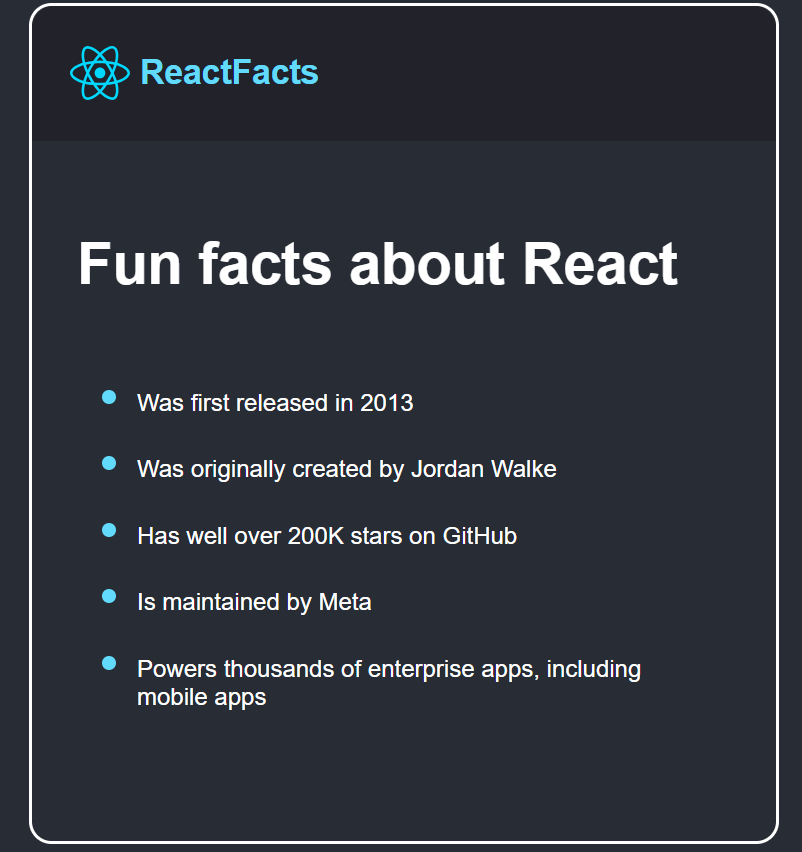 ReactFacts
Fun facts about React
Was first released in 2013
Was originally created by Jordan Walke
Has well over 200K stars on GitHub
Is maintained by Meta
Powers thousands of enterprise apps, including
mobile apps